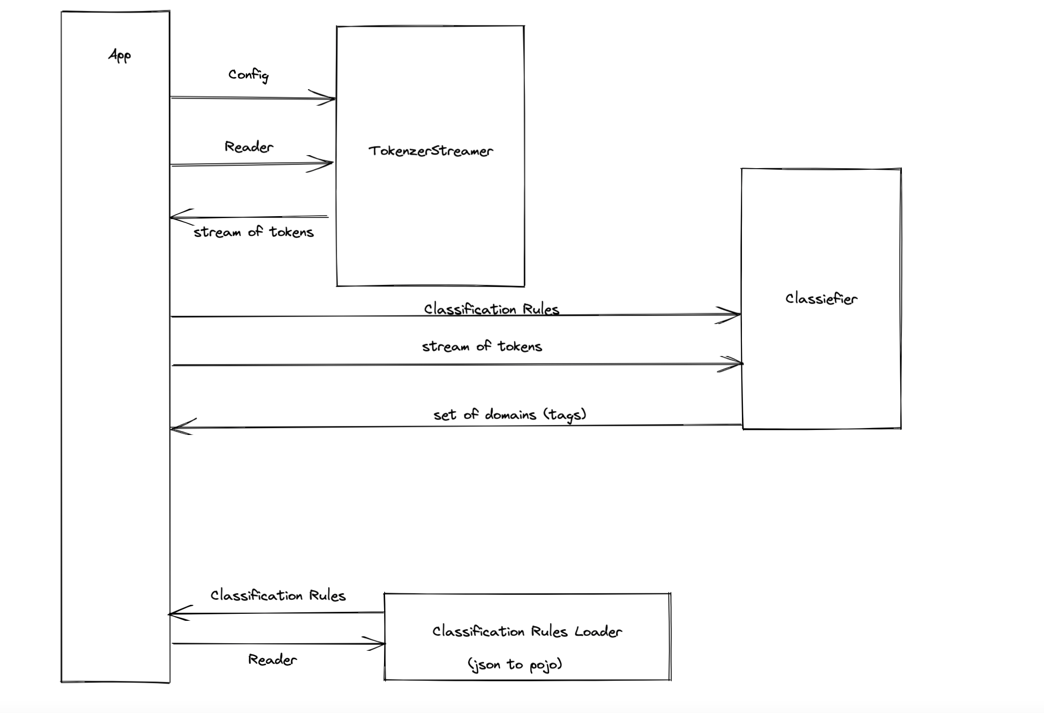 App
Config
Reader
TokenzerStreamer
stream of tokens
Classification Rules
Classiefier
stream of tokens
set of domains (tags)
Classification Rules
Classification Rules Loader
Reader
(json to pojo)